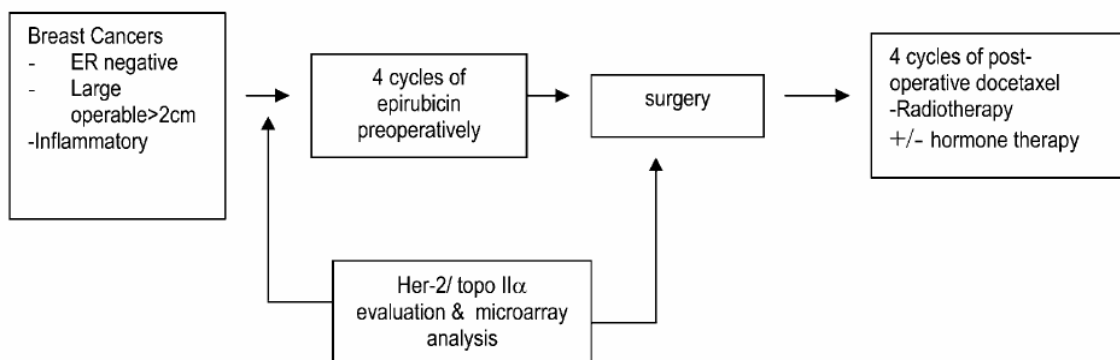 Breast Cancers
- ER negative
- Large
operable>2cm
-Inflammatory
4 cycles of
epirubicin
preoperatively
surgery
4 cycles of post-
operative docetaxel
-Radiotherapy
+/- hormone therapy
Her-2/ topo IIα
evaluation & microarray
analysis